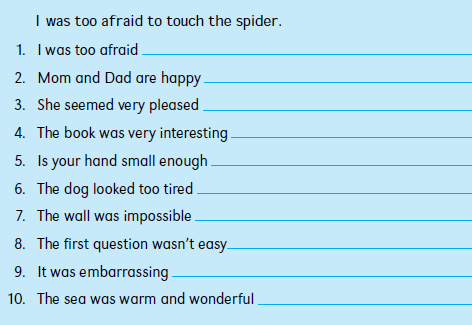 I was too afraid to touch the spider.
1. I was too afraid
2. Mom and Dad are happy
3. She seemed very pleased
4. The book was very interesting
5. Is your hand small enough
6. The dog looked too tired
7. The wall was impossible
8. The first question wasn't easy
9. It was embarrassing
10. The sea was warm and wonderful